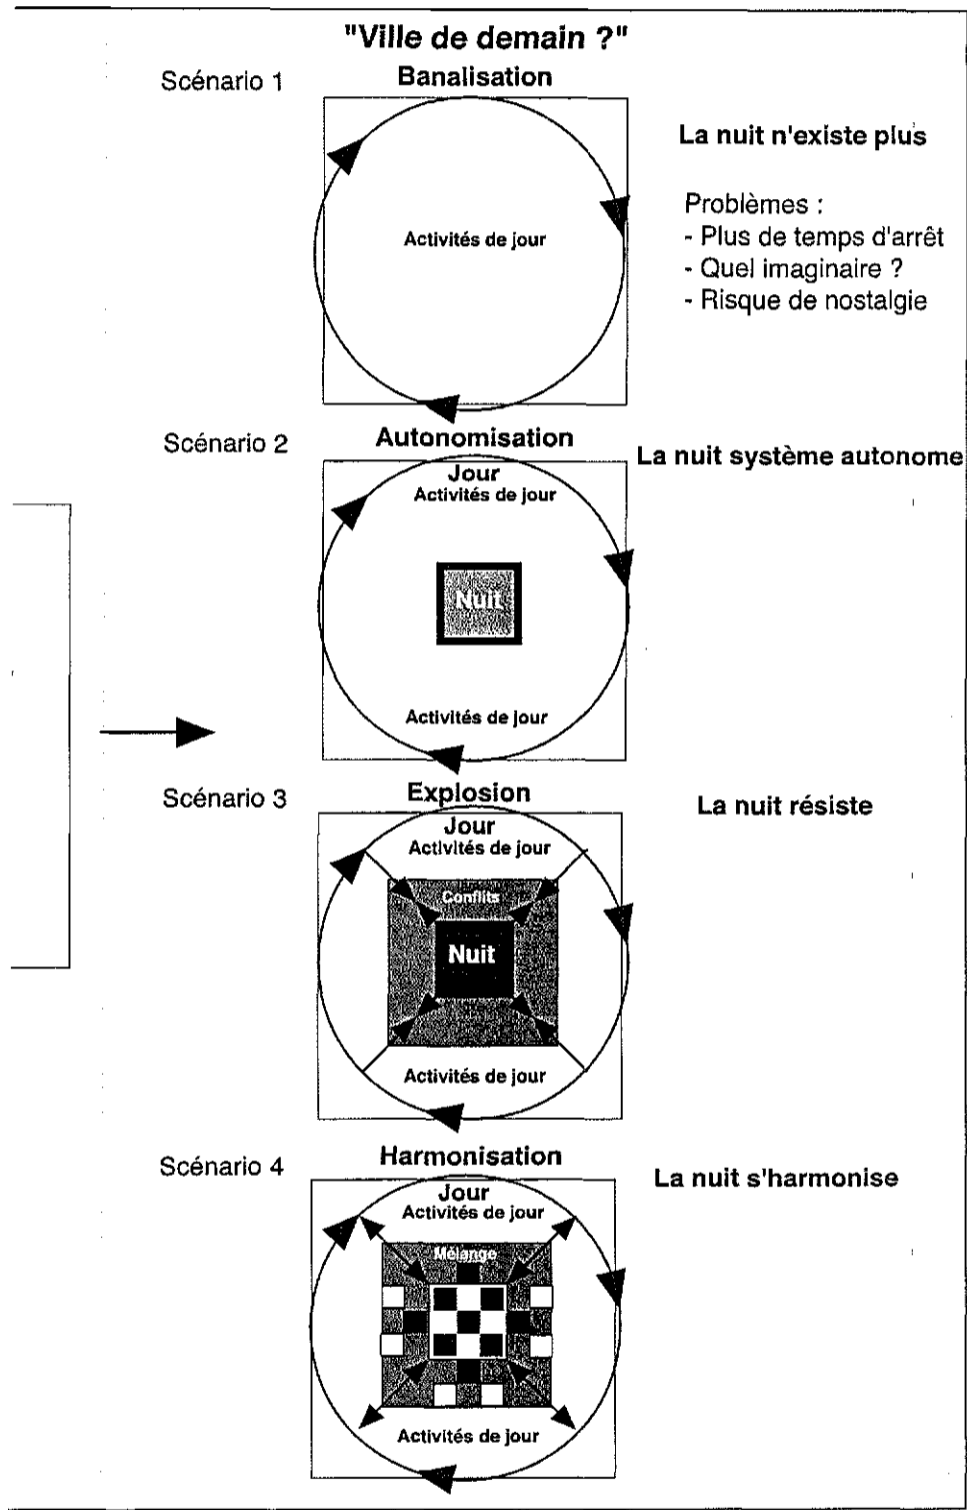 "Ville de demain ?"
Scénario 1
Banalisation
La nuit n'existe plus
Problèmes :
- Plus de temps d'arrêt
- Quel imaginaire ?
- Risque de nostalgie
Activités de jour
Scénario 2
Autonomisation
La nuit système autonome
Jour
Activités de jour
Nuit
Activités de jour
Scénario 3
Explosion
La nuit résiste
Jour
Activités de jour
Conflits
Nuit
Activités de jour
Scénario 4
Harmonisation
La nuit s'harmonise
Jour
Activités de jour
Mélange
Activités de jour